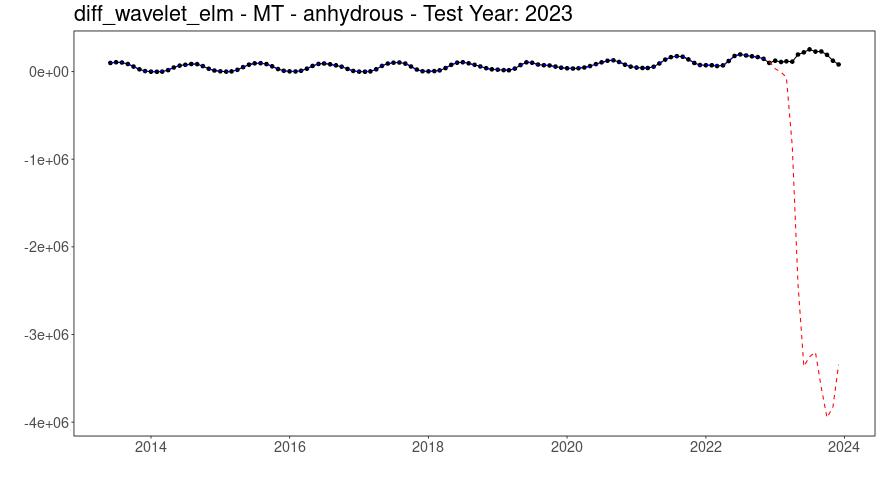 diff_wavelet_elm - MT - anhydrous - Test Year: 2023
0e+00
-1e+06
-2e+06
-3e+06
-4e+06
2014 2016 2018 2020 2022 2024